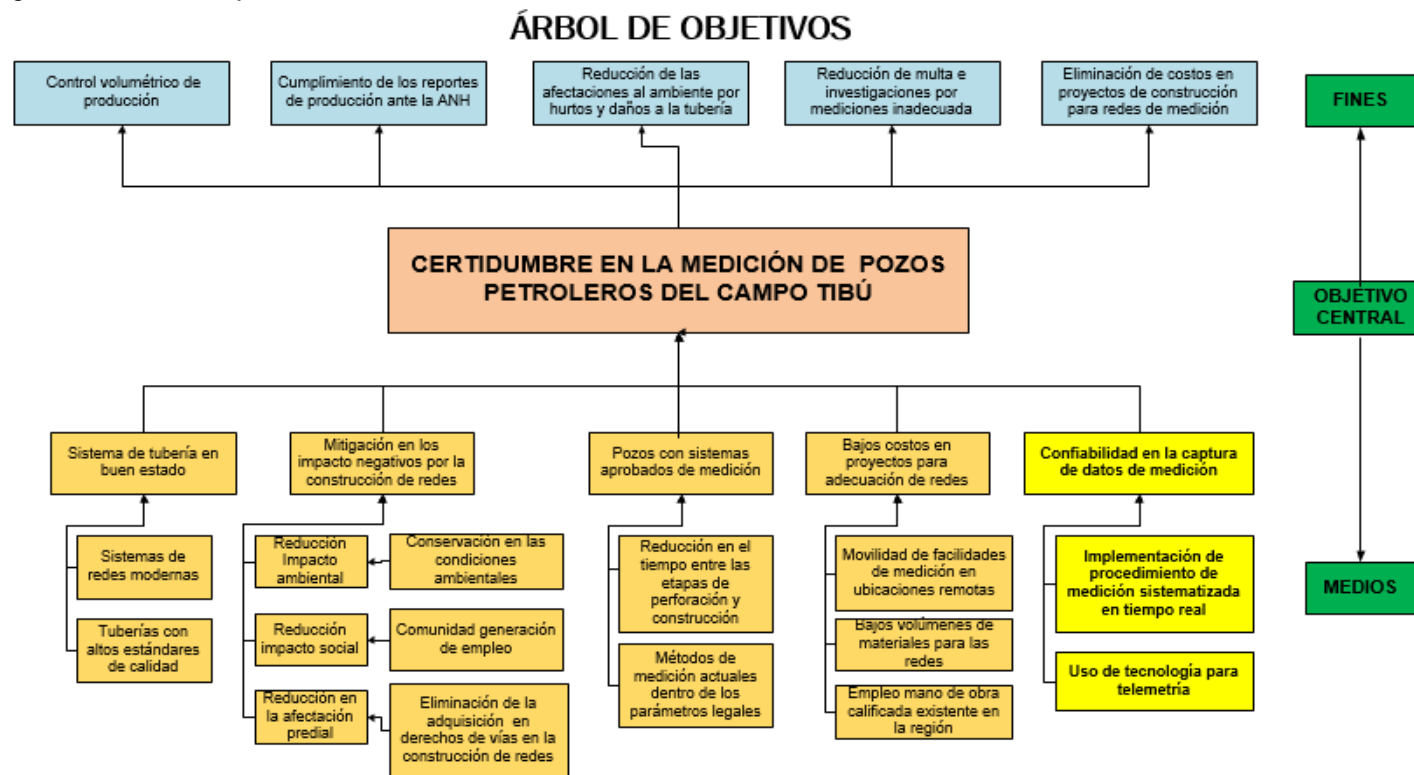 ÁRBOL DE OBJETIVOS
Control volumétrico de
producción
Cumplimiento de los reportes
de producción ante la ANH
Reducción de las
afectaciones al ambiente por
hurtos y daños a la tubería
Reducción de multa e
investigaciones por
mediciones inadecuada
Eliminación de costos en
proyectos de construcción
para redes de medición
FINES
CERTIDUMBRE EN LA MEDICIÓN DE POZOS
PETROLEROS DEL CAMPO TIBÚ
OBJETIVO
CENTRAL
Sistema de tubería en
buen estado
Mitigación en los
impacto negativos por la
construcción de redes
Pozos con sistemas
aprobados de medición
Bajos costos en
proyectos para
adecuación de redes
Confiabilidad en la captura
de datos de medición
Sistemas de
redes modernas
Tuberías con
altos estándares
de calidad
Reducción
Impacto
ambiental
Conservación en las
condiciones
ambientales
Reducción
impacto social
Comunidad generación
de empleo
Reducción en
la afectación
predial
Eliminación de la
adquisición en
derechos de vías en la
construcción de redes
Reducción en el
tiempo entre las
etapas de
perforación y
construcción
Métodos de
medición actuales
dentro de los
parámetros legales
Movilidad de facilidades
de medición en
ubicaciones remotas
Bajos volúmenes de
materiales para las
redes
Empleo mano de obra
calificada existente en
la región
Implementación de
procedimiento de
medición sistematizada
en tiempo real
Uso de tecnología para
telemetría
MEDIOS